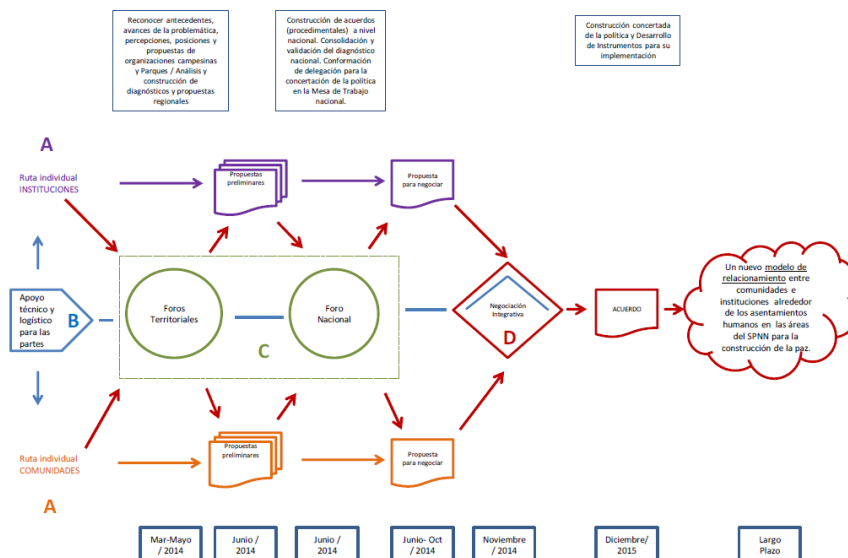 Reconocer antecedentes,
avances de la problemática,
percepciones, posiciones y
propuestas de
organizaciones campesinas
y Parques / Análisis y
construcción de
diagnósticos y propuestas
regionales
Construcción de acuerdos
(procedimentales) a nivel
nacional. Consolidación y
validación del diagnóstico
nacional. Conformación de
delegación para la
concertación de la política
en la Mesa de Trabajo
nacional.
Construcción concertada
de la política y Desarrollo
de Instrumentos para su
implementación
A
Ruta individual
INSTITUCIONES
Propuestas
preliminares
Propuesta
para negociar
Apoyo
técnico y
logístico
para las
partes
B
Foros
Territoriales
Foro
Nacional
C
Negociación
Integrativa
D
ACUERDO
Un nuevo modelo de
relacionamiento entre
comunidades e
instituciones alrededor
de los asentamientos
humanos en las áreas
del SPNN para la
construcción de la paz.
Ruta individual
COMUNIDADES
Propuestas
preliminares
Propuesta
para negociar
A
Mar-Mayo
/ 2014
Junio /
2014
Junio /
2014
Junio- Oct
/ 2014
Noviembre
/ 2014
Diciembre/
2015
Largo
Plazo